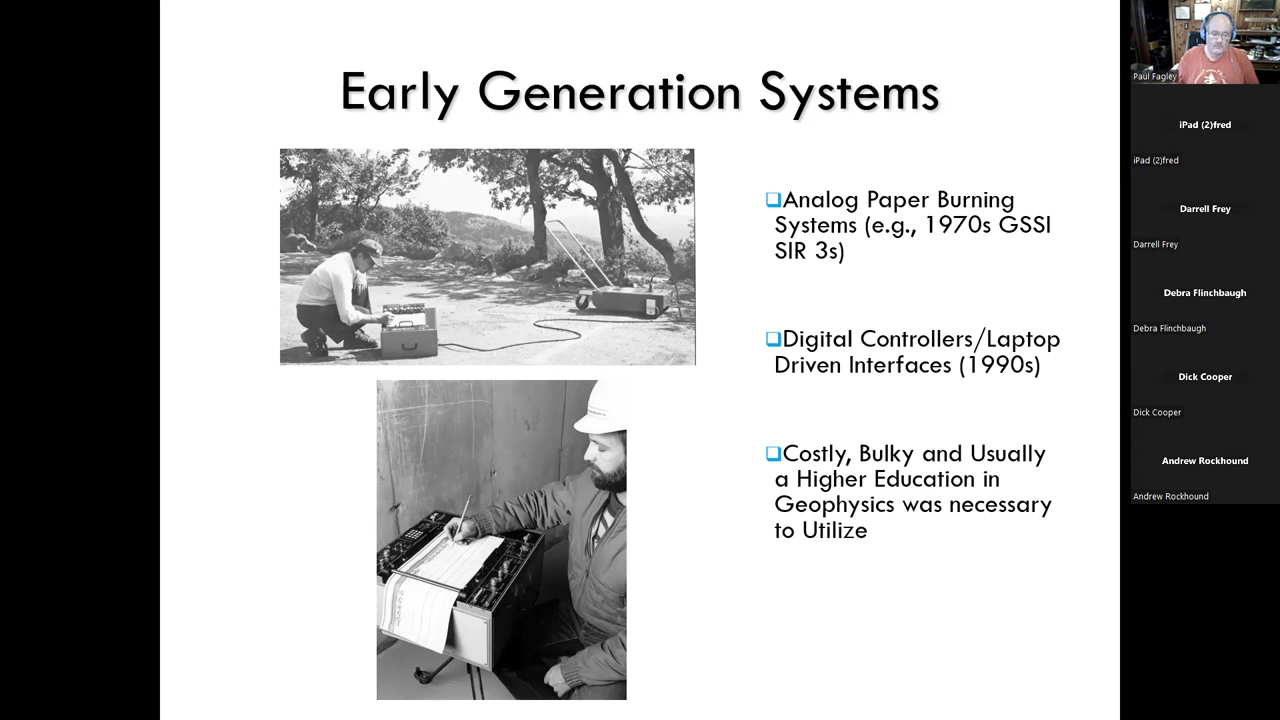 Early Generation Systems
Analog Paper Burning
Systems (e.g., 1970s GSSI
SIR 3s)
Digital Controllers/Laptop
Driven Interfaces (1990s)
Costly, Bulky and Usually
a Higher Education in
Geophysics was necessary
to Utilize
Paul Fagley
iPad (2)fred
iPad (2)fred
Darrell Frey
Darrell Frey
Debra Flinchbaugh
Debra Flinchbaugh
Dick Cooper
Dick Cooper
Andrew Rockhound
Andrew Rockhound